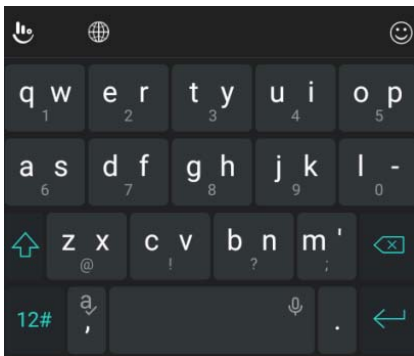 q w e r t y u i o p
1 2 3 4 5
a s d f g h j k l -
6 7 8 9 0
z x c v b n m '
@ ! ? ;
12# a , .